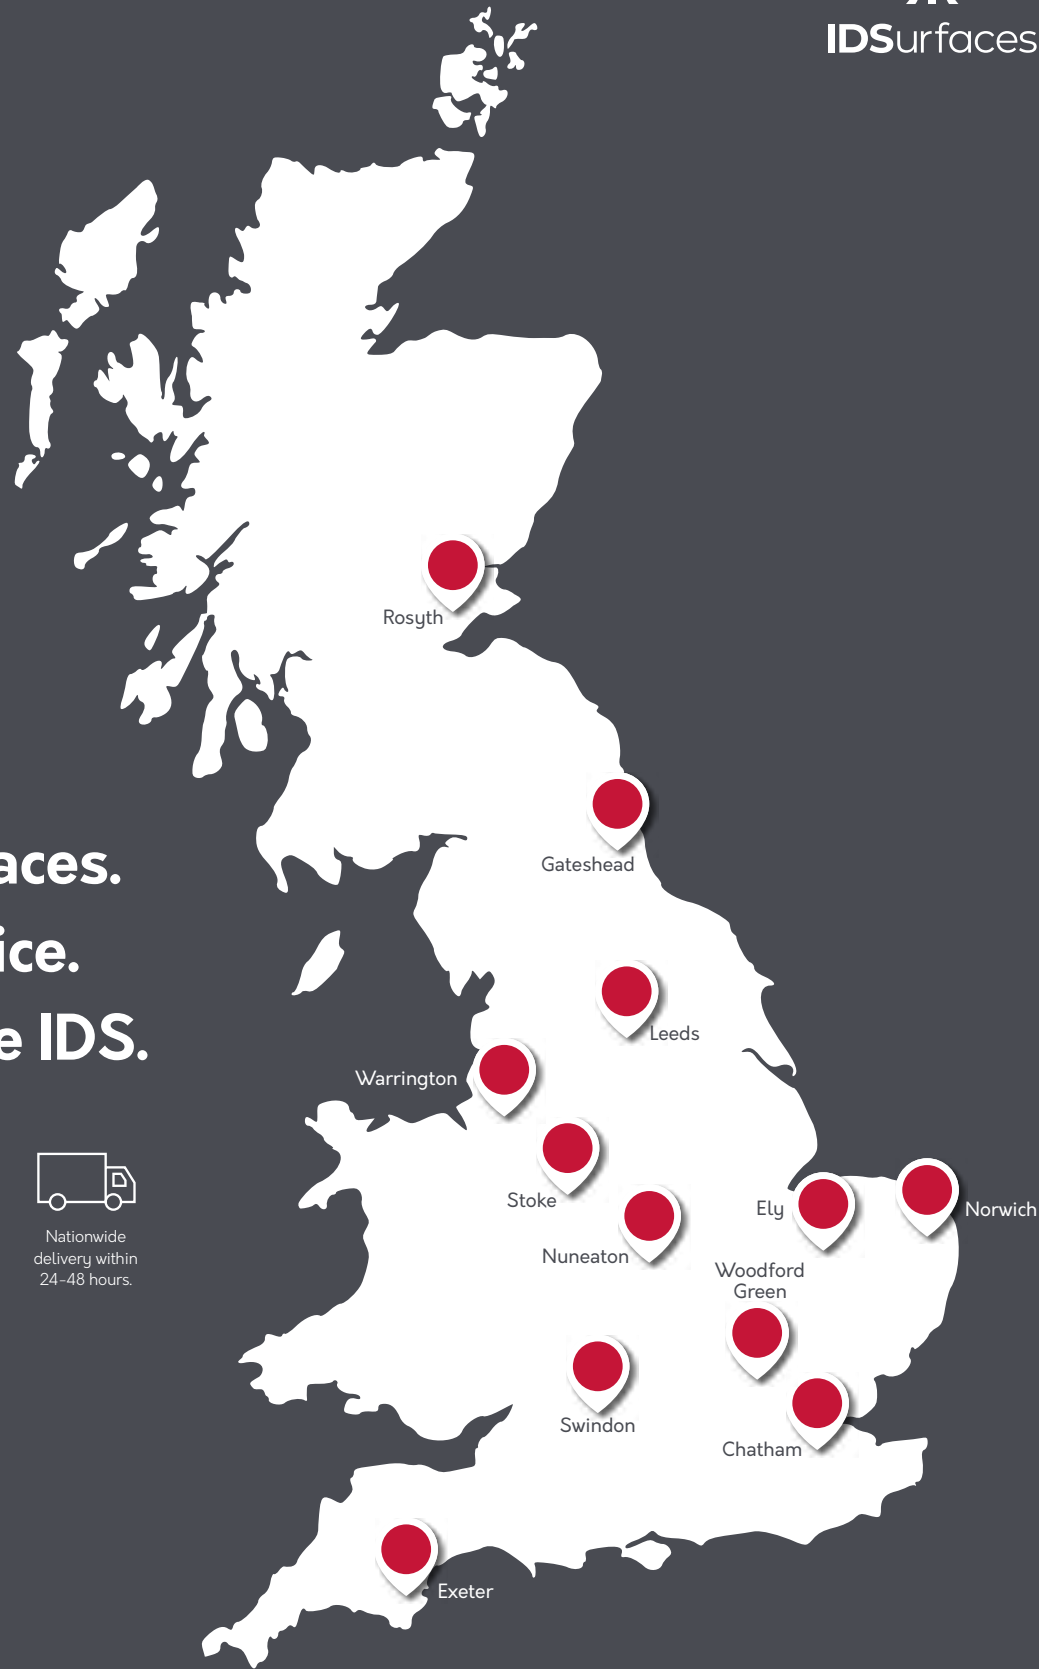 IDSurfaces
Rosyth
Gateshead
aces.
ice.
e IDS.
Leeds
Warrington
Stoke
Nuneaton
Ely
Norwich
Nationwide
delivery within
24-48 hours.
Woodford
Green
Swindon
Chatham
Exeter